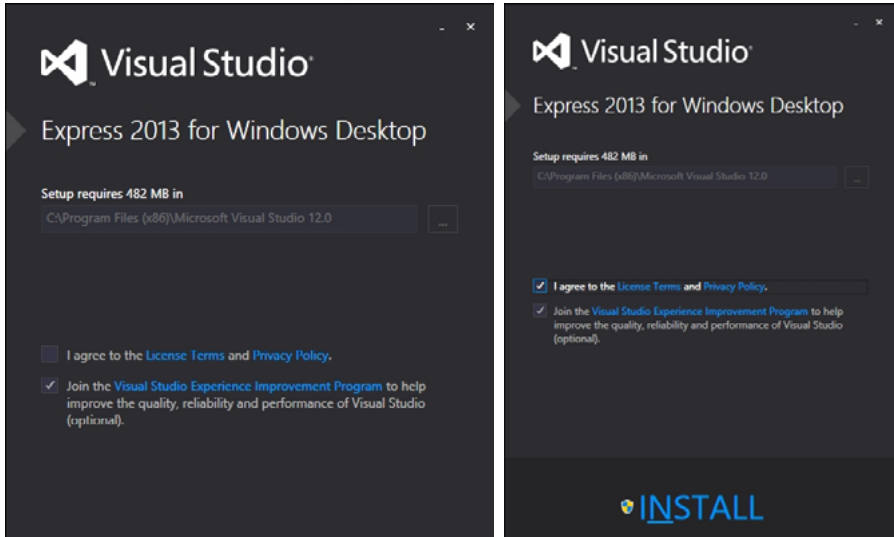 Visual Studio
Express 2013 for Windows Desktop
Setup requires 482 MB in
C:\Program Files (x86)\Microsoft Visual Studio 12.0
...
I agree to the License Terms and Privacy Policy.
Join the Visual Studio Experience Improvement Program to help
improve the quality, reliability and performance of Visual Studio
(optional).
Visual Studio
Express 2013 for Windows Desktop
Setup requires 482 MB in
C:\Program Files (x86)\Microsoft Visual Studio 12.0
...
I agree to the License Terms and Privacy Policy.
Join the Visual Studio Experience Improvement Program to help
improve the quality, reliability and performance of Visual Studio
(optional).
INSTALL